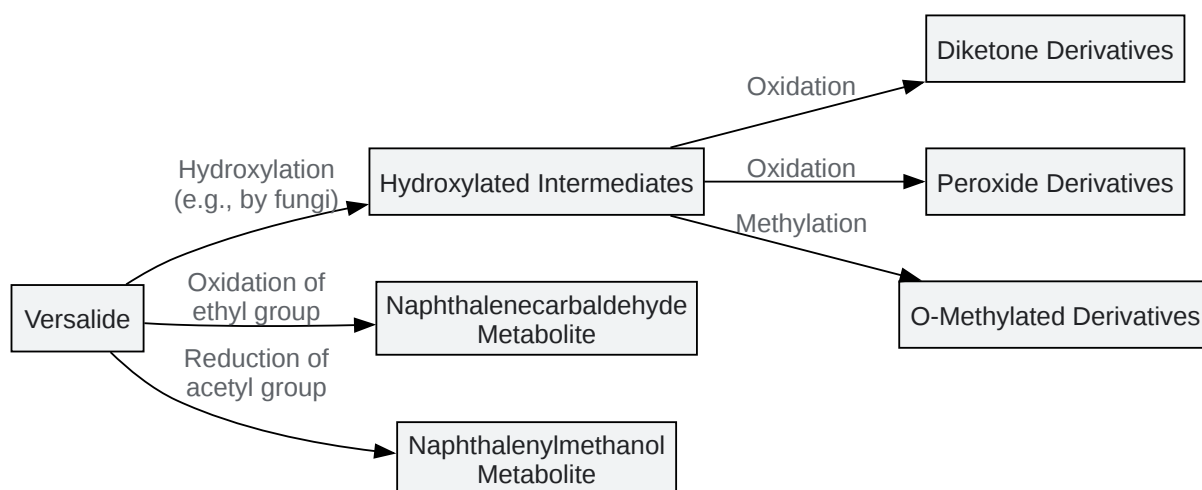 Diketone Derivatives
Oxidation
Hydroxylation
(e.g., by fungi)
Hydroxylated Intermediates
Oxidation
Peroxide Derivatives
Methylation
Versalide
Oxidation of
ethyl group
Naphthalenecarbaldehyde
Metabolite
O-Methylated Derivatives
Reduction of
acetyl group
Naphthalenylmethanol
Metabolite